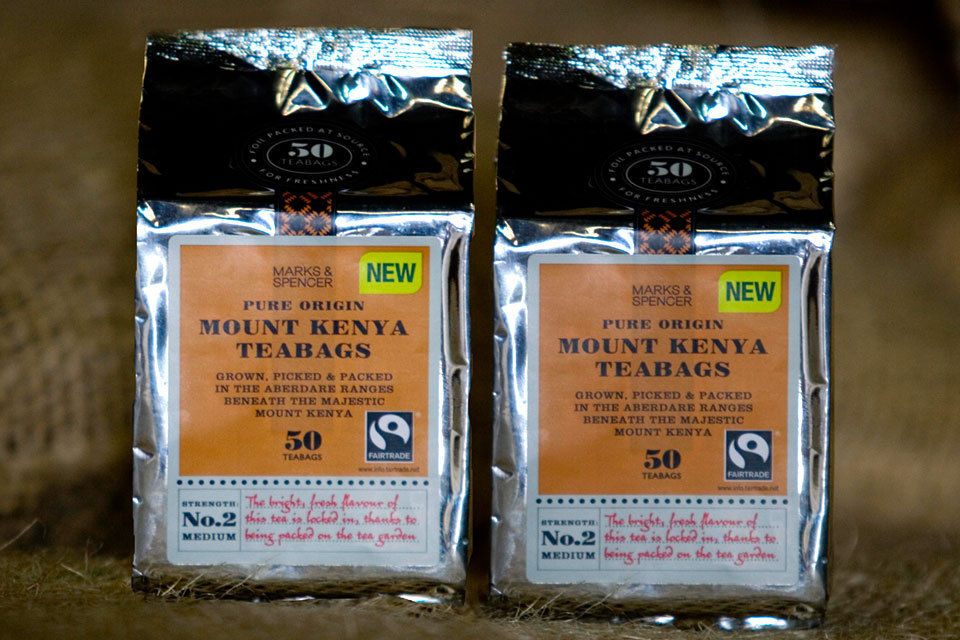 FOIL PACKED AT SOURCE
50
TEABAGS
FOR FRESHNESS
MARKS &
SPENCER
NEW
PURE ORIGIN
MOUNT KENYA
TEABAGS
GROWN, PICKED & PACKED
IN THE ABERDARE RANGES
BENEATH THE MAJESTIC
MOUNT KENYA
50
TEABAGS
FAIRTRADE
www.info.fairtrade.net
STRENGTH:
No.2
MEDIUM
The bright, fresh flavour of
this tea is locked in, thanks to
being packed on the tea garden
FOIL PACKED AT SOURCE
50
TEABAGS
FOR FRESHNESS
MARKS &
SPENCER
NEW
PURE ORIGIN
MOUNT KENYA
TEABAGS
GROWN, PICKED & PACKED
IN THE ABERDARE RANGES
BENEATH THE MAJESTIC
MOUNT KENYA
50
TEABAGS
FAIRTRADE
www.info.fairtrade.net
STRENGTH:
No.2
MEDIUM
The bright, fresh flavour of
this tea is locked in, thanks to
being packed on the tea garden